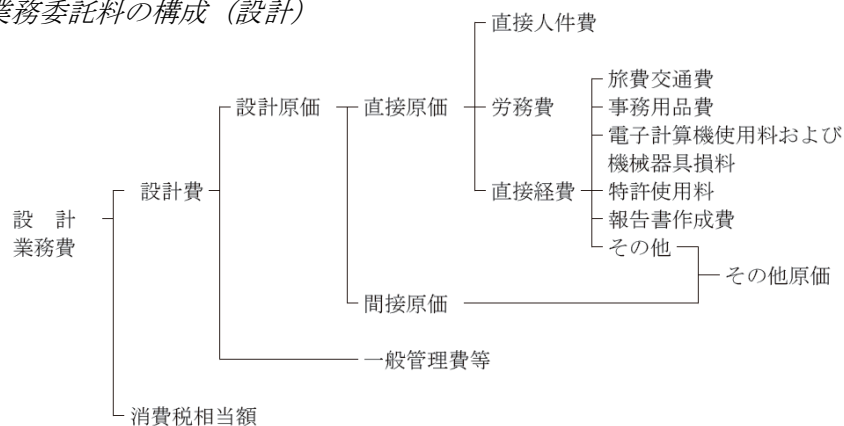 業務委託料の構成（設計）
直接人件費
旅費交通費
設計原価
直接原価
労務費
事務用品費
電子計算機使用料および
機械器具損料
設計費
直接経費
特許使用料
設　計
業務費
報告書作成費
その他
その他原価
間接原価
一般管理費等
消費税相当額